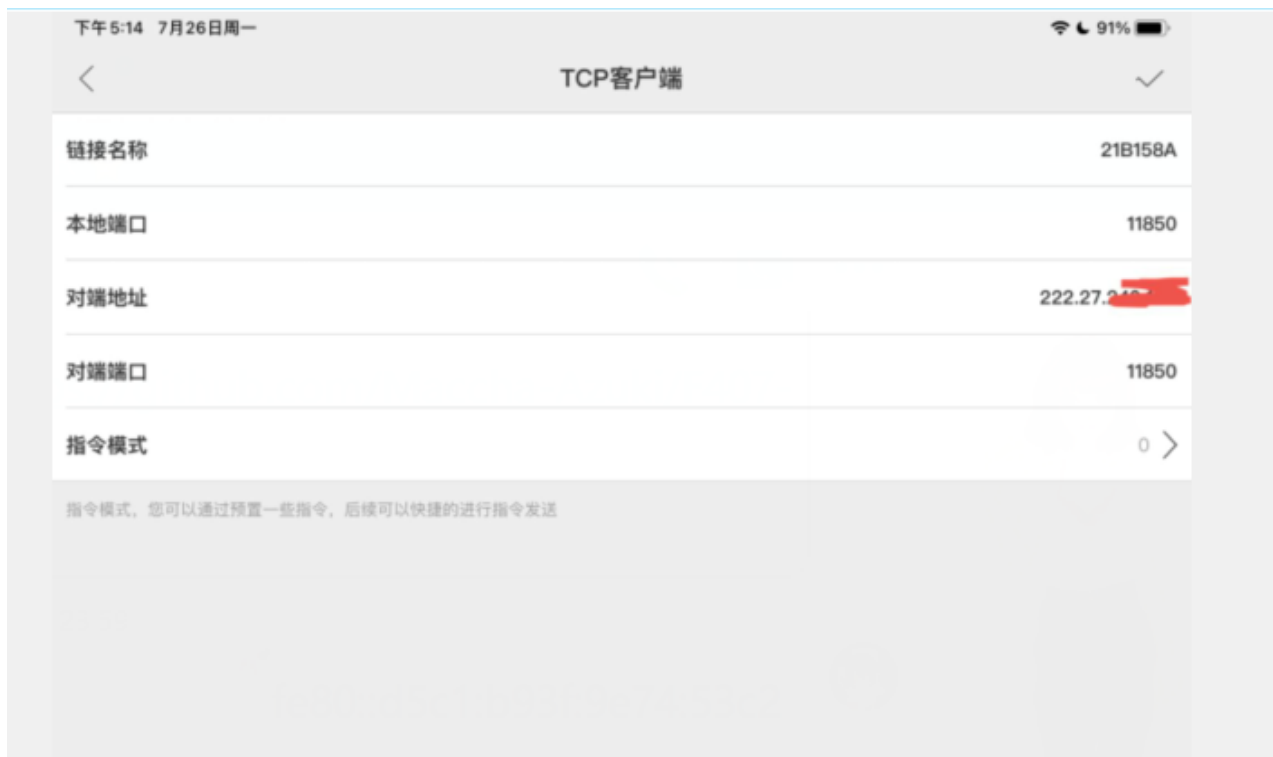 下午5:14 7月26日周一 91%
TCP客户端
链接名称 21B158A
本地端口 11850
对端地址 222.27.
对端端口 11850
指令模式 0
指令模式，您可以通过预置一些指令，后续可以快捷的进行指令发送